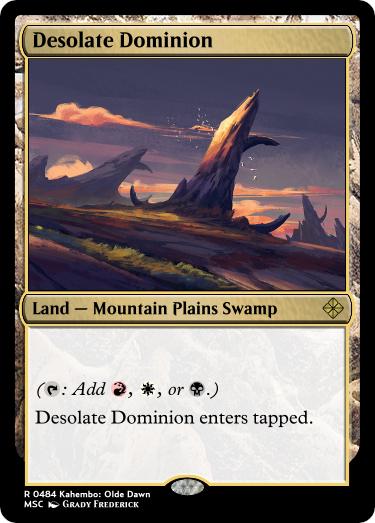 Desolate Dominion
Land — Mountain Plains Swamp
(: Add , , or .)
Desolate Dominion enters tapped.
R 0484 Kahembo: Olde Dawn
MSC Grady Frederick